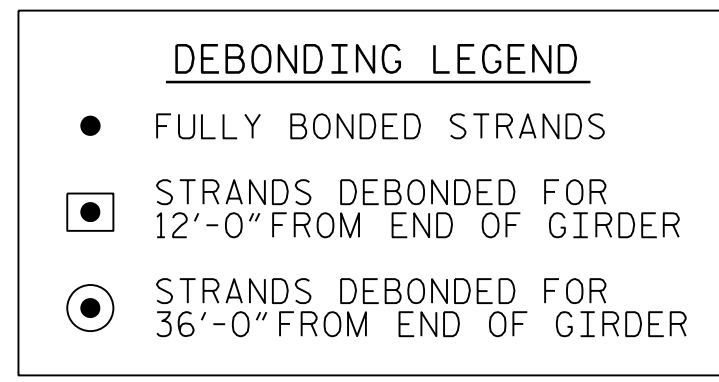 DEBONDING LEGEND
FULLY BONDED STRANDS
STRANDS DEBONDED FOR
12'-0" FROM END OF GIRDER
STRANDS DEBONDED FOR
36'-0" FROM END OF GIRDER